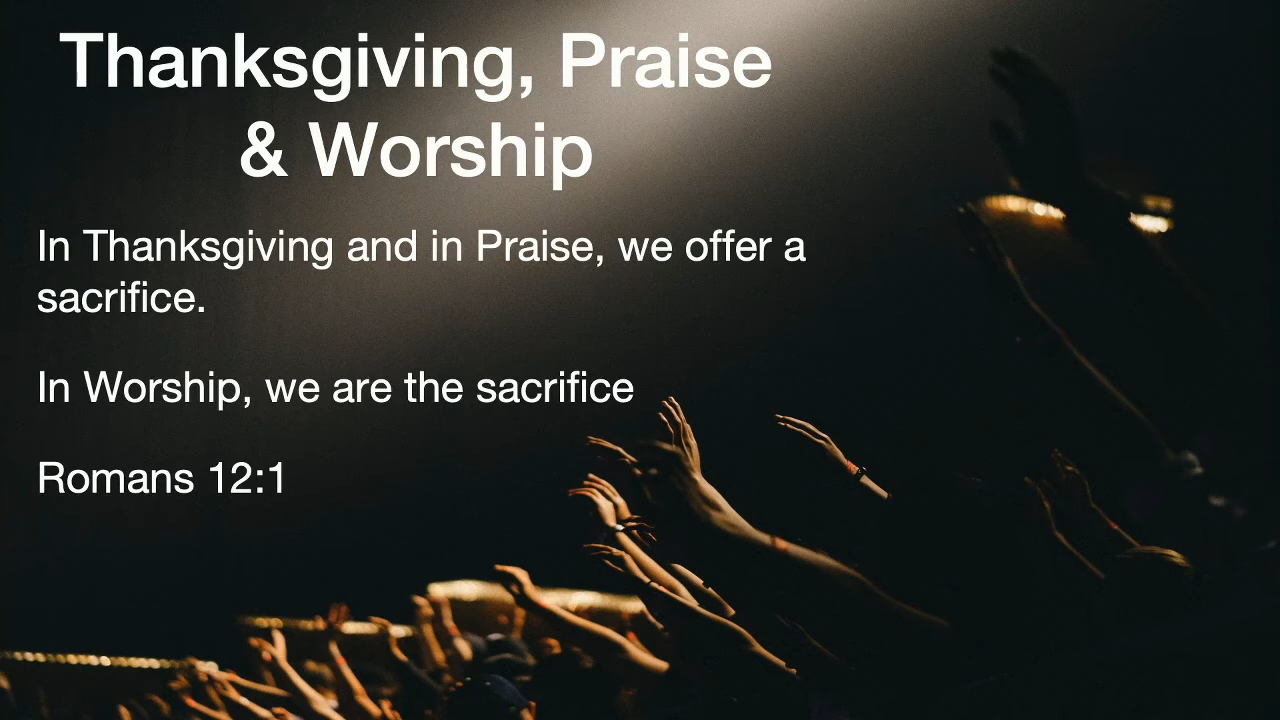 Thanksgiving, Praise
& Worship
In Thanksgiving and in Praise, we offer a
sacrifice.
In Worship, we are the sacrifice
Romans 12:1